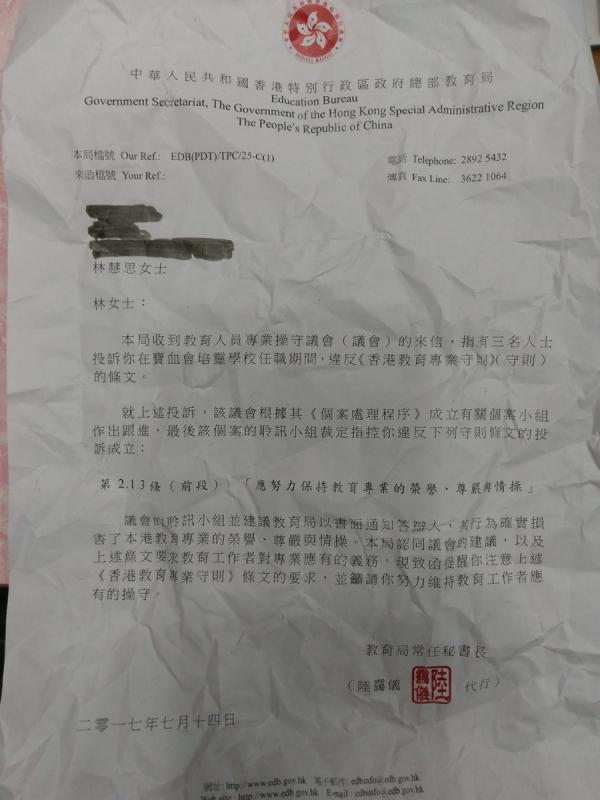 HONG KONG
中華人民共和國香港特別行政區政府總部教育局
Education Bureau
Government Secretariat, The Government of the Hong Kong Special Administrative Region
The People's Republic of China
本局檔號 Our Ref.: EDB(PDT)/TPC/25-C(1)
電話 Telephone: 2892 5432
來函檔號 Your Ref.:
傳真 Fax Line: 3622 1064
林慧思女士
林女士：
本局收到教育人員專業操守議會（議會）的來信，指有三名人士
投訴你在寶血會培靈學校任職期間，違反《香港教育專業守則》（守則）
的條文。
就上述投訴，該議會根據其《個案處理程序》成立有關個案小組
作出跟進，最後該個案的聆訊小組裁定指控你違反下列守則條文的投
訴成立：
第 2.1.3 條（前段） 「應努力保持教育專業的榮譽、尊嚴與情操」
議會的聆訊小組並建議教育局以書面通知答辯人，其行為確實損
害了本港教育專業的榮譽、尊嚴與情操。本局認同議會的建議，以及
上述條文要求教育工作者對專業應有的義務。現致函提醒你注意上述
《香港教育專業守則》條文的要求，並籲請你努力維持教育工作者應
有的操守。
教育局常任秘書長
（陸靄儀 陸靄儀 代行）
二零一七年七月十四日
網址: http://www.edb.gov.hk 電子郵件: edbinfo@edb.gov.hk
Web site : http://www.edb.gov.hk E-mail : edbinfo@edb.gov.hk